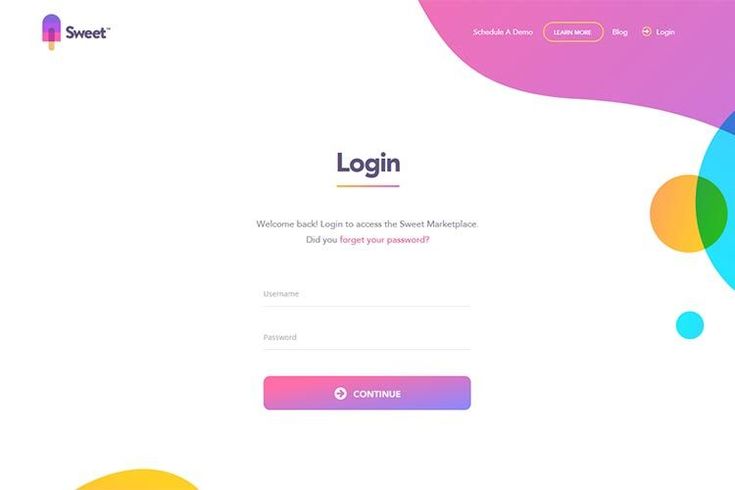 Sweet™
Schedule A Demo LEARN MORE Blog Login
Login
Welcome back! Login to access the Sweet Marketplace.
Did you forget your password?
Username
Password
CONTINUE